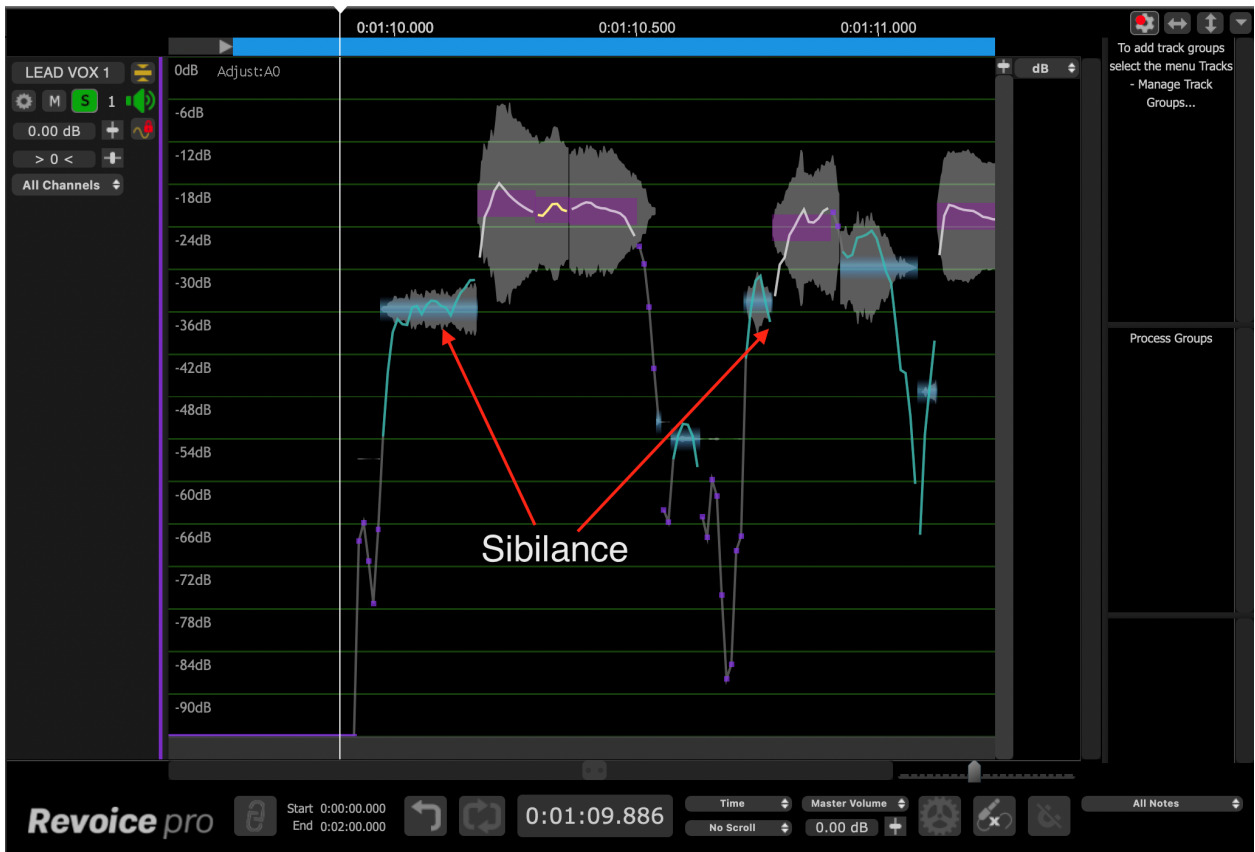 0:01:10.000
0:01:10.500
0:01:11.000
To add track groups
select the menu Tracks
- Manage Track
Groups...
LEAD VOX 1
M S 1
0.00 dB
> 0 <
All Channels
0dB Adjust:A0
-6dB
-12dB
-18dB
-24dB
-30dB
-36dB
-42dB
-48dB
-54dB
-60dB
-66dB
-72dB
-78dB
-84dB
-90dB
dB
Sibilance
Process Groups
Revoice pro
Start 0:00:00.000
End 0:02:00.000
0:01:09.886
Time
No Scroll
Master Volume
0.00 dB
x
All Notes